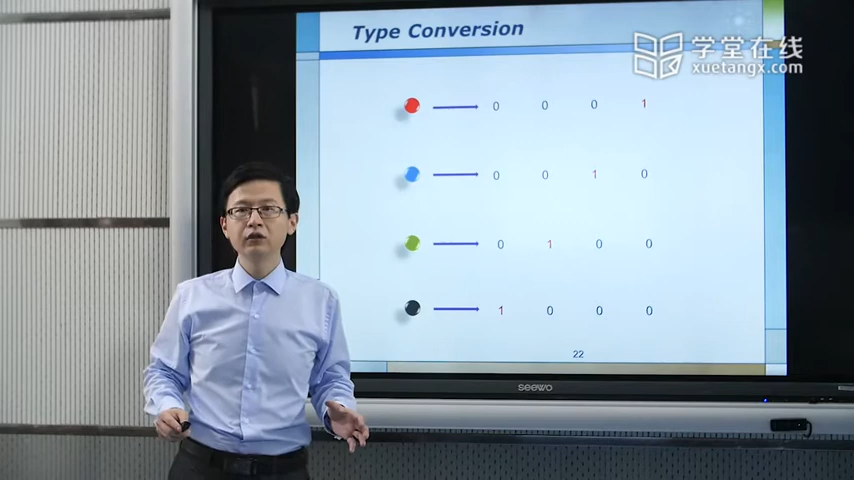 Type Conversion
学堂在线
xuetangx.com
0 0 0 1
0 0 1 0
0 1 0 0
1 0 0 0
22
seewo